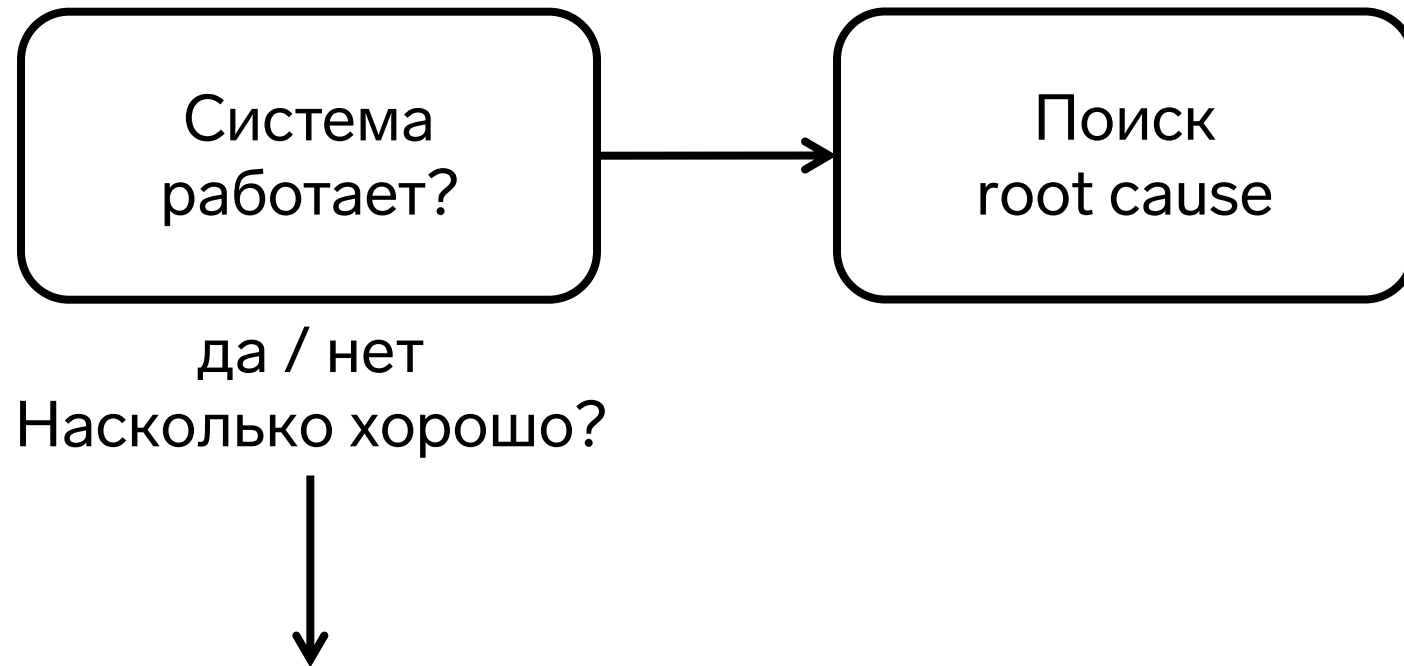 Система
работает?
Поиск
root cause
да / нет
Насколько хорошо?